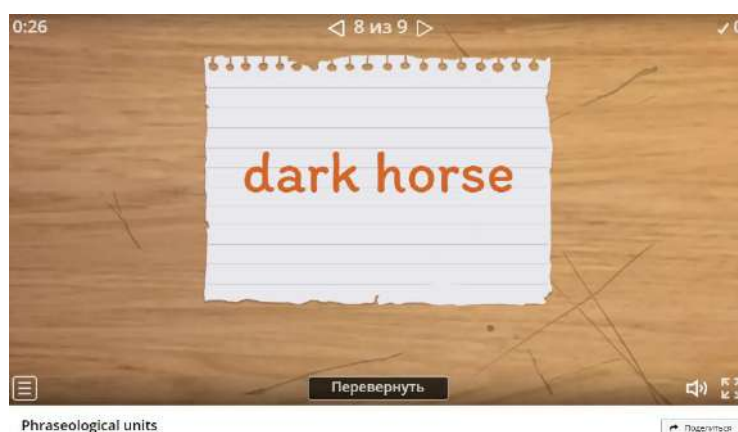 0:26
8 из 9
dark horse
Перевернуть
Phraseological units
Поделиться